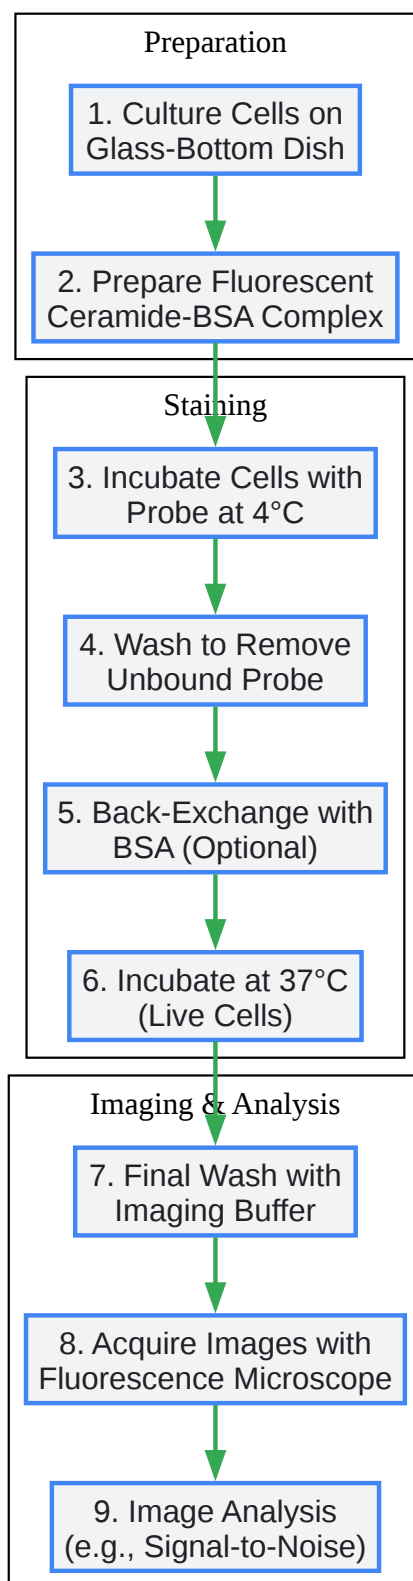 Preparation
1. Culture Cells on
Glass-Bottom Dish
2. Prepare Fluorescent
Ceramide-BSA Complex
Staining
3. Incubate Cells with
Probe at 4°C
4. Wash to Remove
Unbound Probe
5. Back-Exchange with
BSA (Optional)
6. Incubate at 37°C
(Live Cells)
Imaging & Analysis
7. Final Wash with
Imaging Buffer
8. Acquire Images with
Fluorescence Microscope
9. Image Analysis
(e.g., Signal-to-Noise)